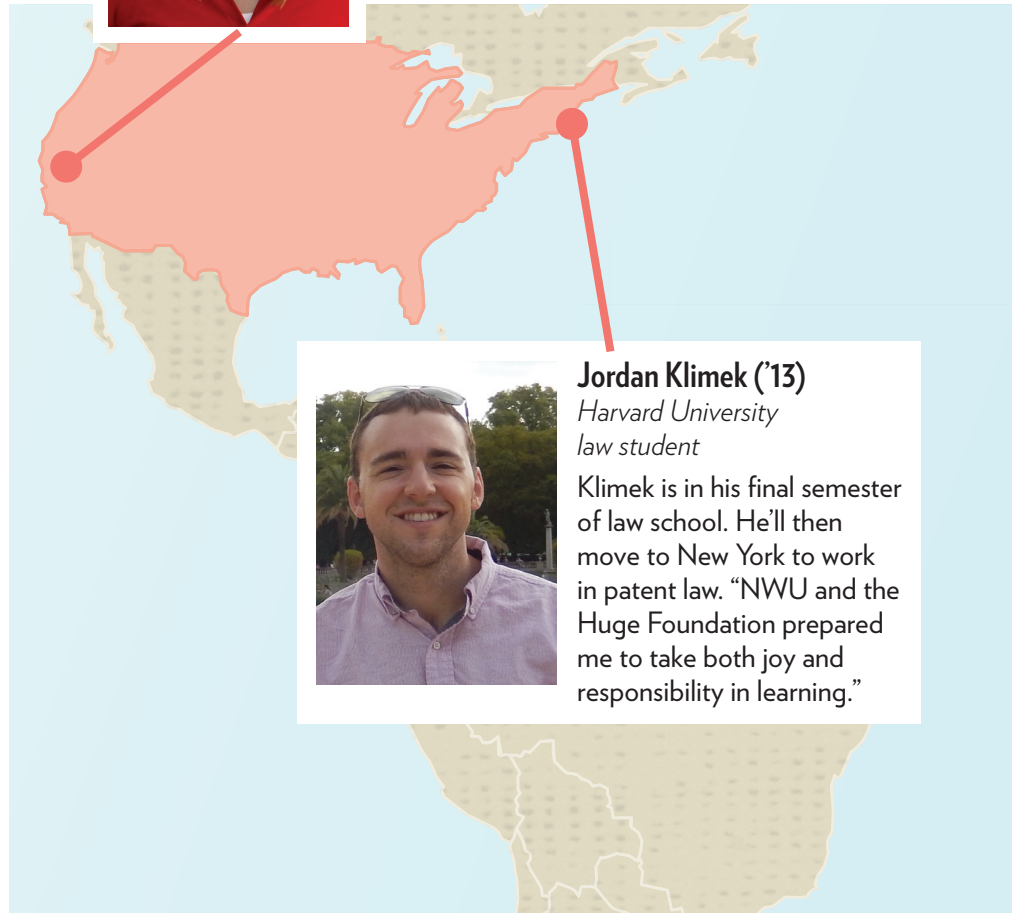 Jordan Klimek (’13)
Harvard University
law student
Klimek is in his final semester
of law school. He’ll then
move to New York to work
in patent law. “NWU and the
Huge Foundation prepared
me to take both joy and
responsibility in learning.”